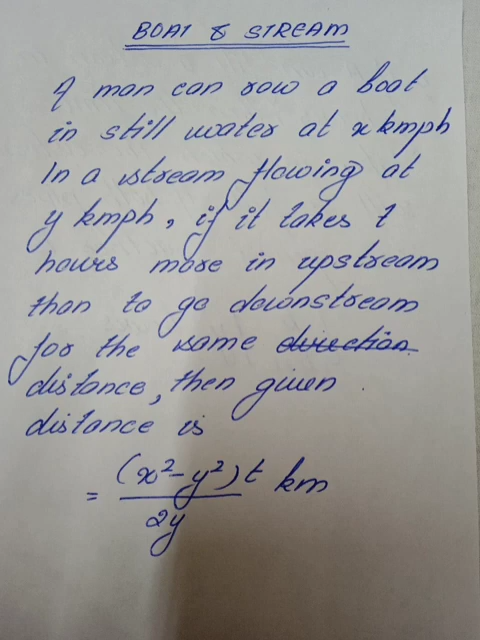 BOAT & STREAM
A man can row a boat
in still water at x kmph
In a stream flowing at
y kmph, if it takes t
hours more in upstream
than to go downstream
for the same direction
distance, then given
distance is
= (x²-y²)t km
2y